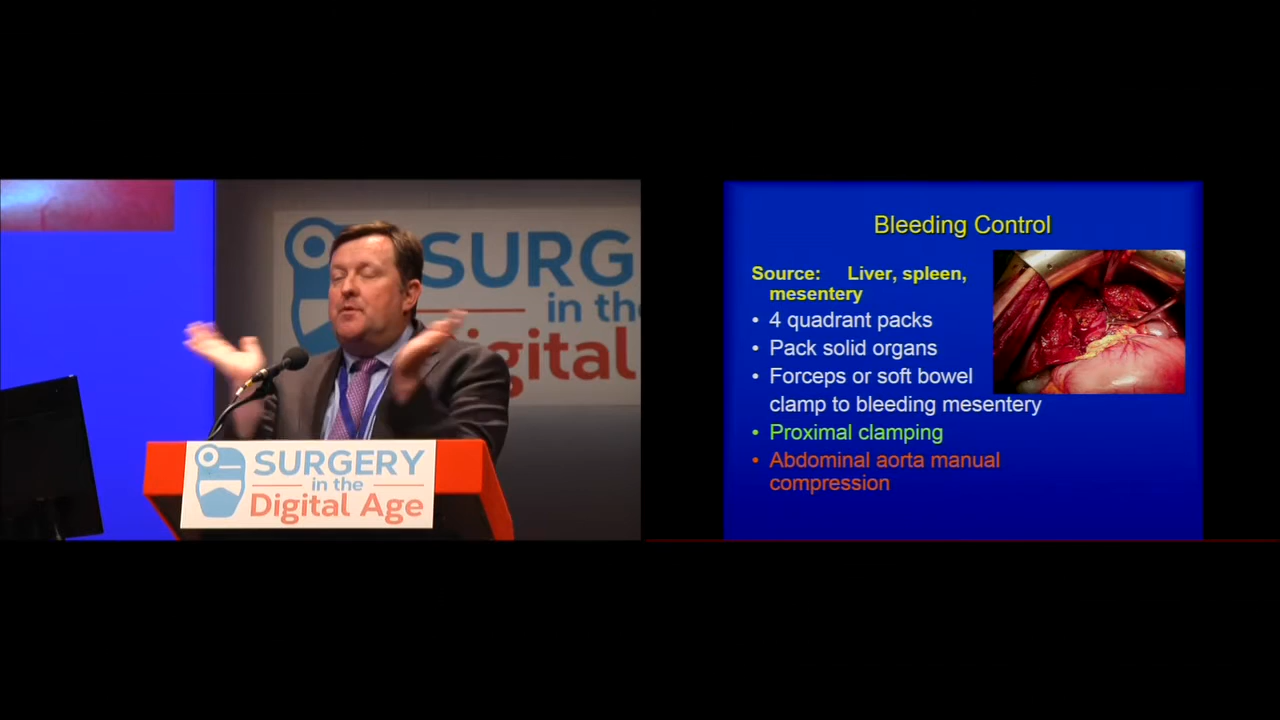 SURG
in the
Digital
SURGERY
in the
Digital Age
Bleeding Control
Source: Liver, spleen,
mesentery
• 4 quadrant packs
• Pack solid organs
• Forceps or soft bowel
clamp to bleeding mesentery
• Proximal clamping
• Abdominal aorta manual
compression